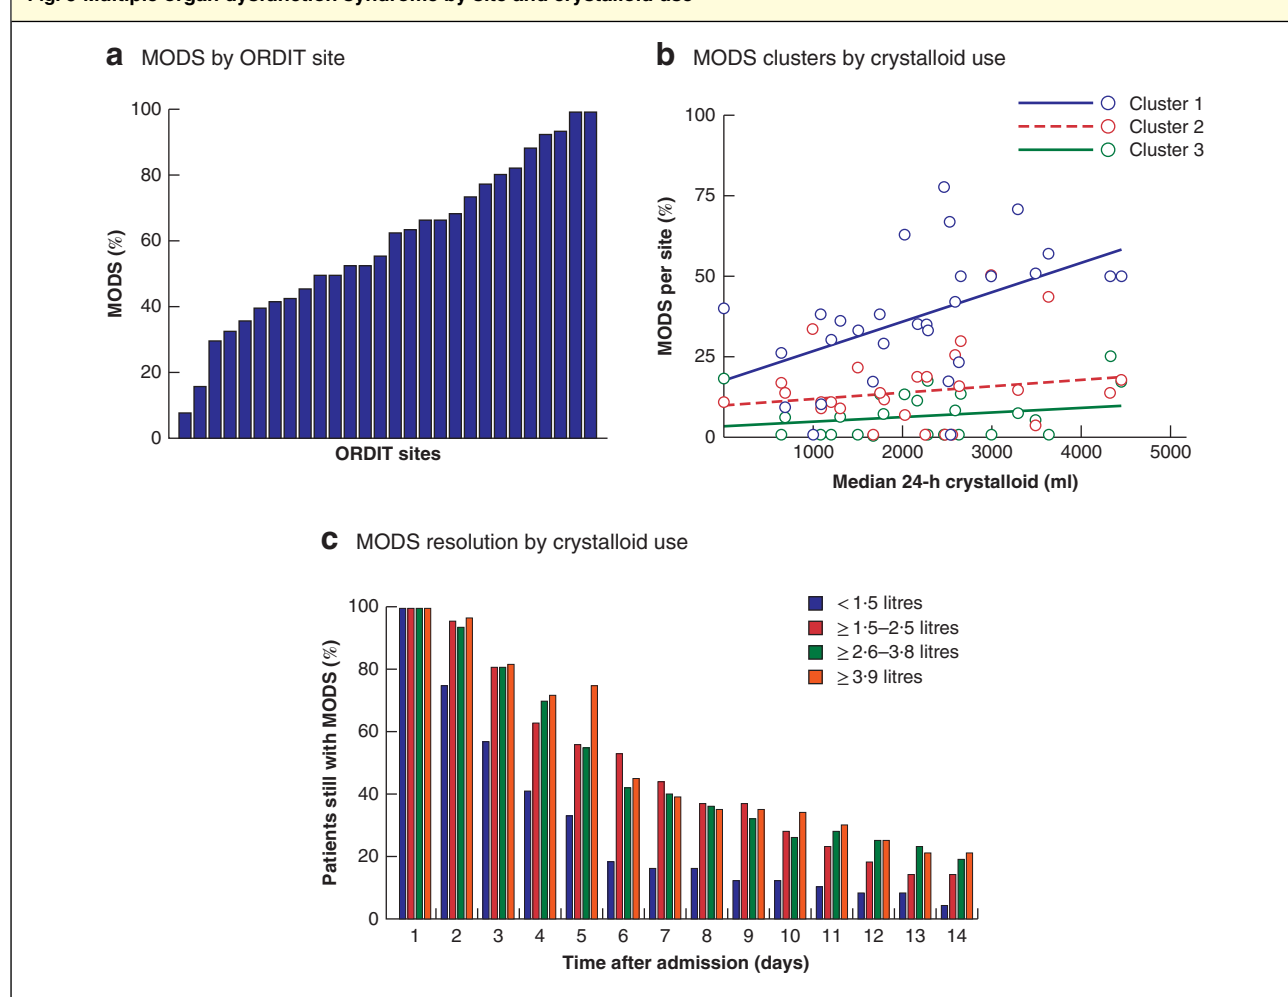 a MODS by ORDIT site
100
80
60
40
20
0
MODS (%)
ORDIT sites
b MODS clusters by crystalloid use
Cluster 1
Cluster 2
Cluster 3
100
75
50
25
0
MODS per site (%)
1000 2000 3000 4000 5000
Median 24-h crystalloid (ml)
c MODS resolution by crystalloid use
<1·5 litres
≥1·5–2·5 litres
≥2·6–3·8 litres
≥3·9 litres
100
80
60
40
20
0
Patients still with MODS (%)
1 2 3 4 5 6 7 8 9 10 11 12 13 14
Time after admission (days)